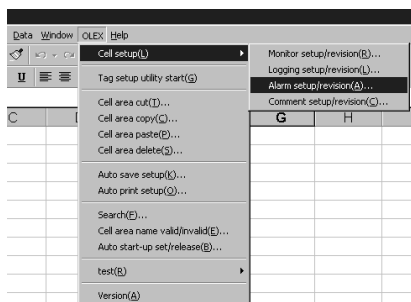 Data Window OLEX Help
Cell setup(L)
Tag setup utility start(G)
Cell area cut(T)...
Cell area copy(C)...
Cell area paste(P)...
Cell area delete(S)...
Auto save setup(K)...
Auto print setup(O)...
Search(F)...
Cell area name valid/invalid(E)...
Auto start-up set/release(B)...
test(R)
Version(A)
Monitor setup/revision(R)...
Logging setup/revision(L)...
Alarm setup/revision(A)...
Comment setup/revision(C)...
U
C G H